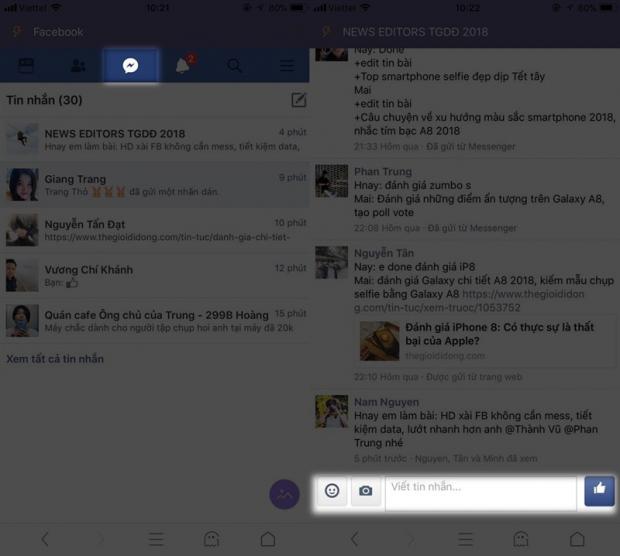 Viettel 10:21 80%
Facebook
2
Tin nhắn (30)
NEWS EDITORS TGDĐ 2018 4 phút
Hnay em làm bài: HD xài FB không cần mess, tiết kiệm data,
Giang Trang 9 phút
Trang Thỏ 🐰🐰🐰 đã gửi một nhãn dán.
Nguyễn Tấn Đạt 10 phút
https://www.thegioididong.com/tin-tuc/danh-gia-chi-tiet-
Vương Chí Khánh 12 phút
Bạn: 👍
Quán cafe Ông chủ của Trung - 299B Hoàng 15 phút
Máy chắc dành cho người tập chụp hoi anh tại máy đã 20k
Xem tất cả tin nhắn
Viettel 10:22 80%
NEWS EDITORS TGDĐ 2018
Nay: Done
+edit tin bài
+Top smartphone selfie đẹp dịp Tết tây
Mai
+edit tin bài
+Câu chuyện về xu hướng màu sắc smartphone 2018,
nhắc tím bạc A8 2018
21:33 Hôm qua · Đã gửi từ Messenger
Phan Trung
Hnay: đánh giá zumbo s
Mai: Đánh giá những điểm ấn tượng trên Galaxy A8,
tạo poll vote
22:08 Hôm qua · Đã gửi từ Messenger
Nguyễn Tân
Nay: e done đánh giá iP8
Mai: đánh giá Galaxy chi tiết A8 2018, kiếm mẫu chụp
selfie bằng Galaxy A8 https://www.thegioididon
g.com/tin-tuc/xem-truoc/1053752
Đánh giá iPhone 8: Có thực sự là thất
bại của Apple?
thegioididong.com
22:10 Hôm qua · Được gửi từ trang web
Nam Nguyen
Hnay em làm bài: HD xài FB không cần mess, tiết
kiệm data, lướt nhanh hơn anh @Thành Vũ @Phan
Trung nhé
5 phút trước · Nguyen, Tân và Minh đã xem
Viết tin nhắn...